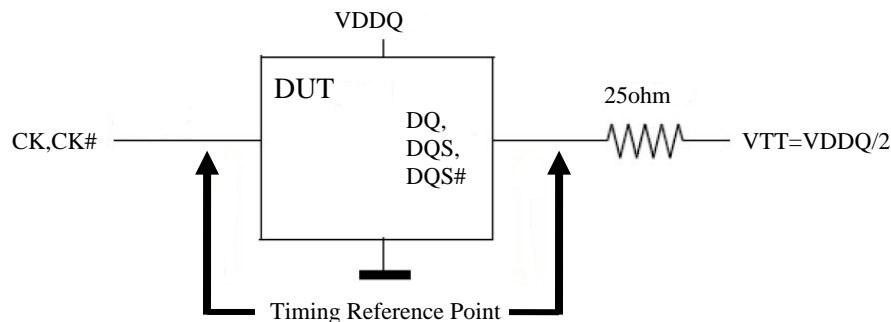 VDDQ
DUT
25ohm
CK,CK#
DQ,
DQS,
DQS#
VTT=VDDQ/2
Timing Reference Point